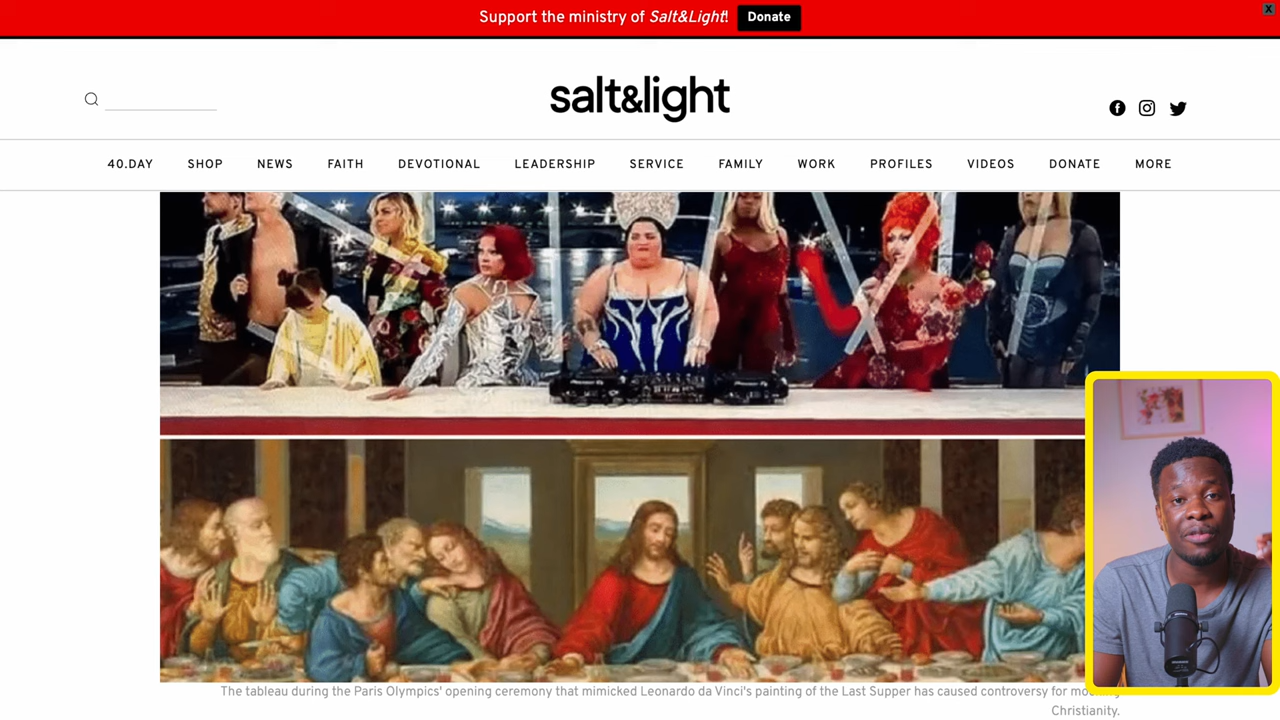 Support the ministry of Salt&Light! Donate
X
salt&light
40.DAY SHOP NEWS FAITH DEVOTIONAL LEADERSHIP SERVICE FAMILY WORK PROFILES VIDEOS DONATE MORE
The tableau during the Paris Olympics' opening ceremony that mimicked Leonardo da Vinci's painting of the Last Supper has caused controversy for
Christianity.